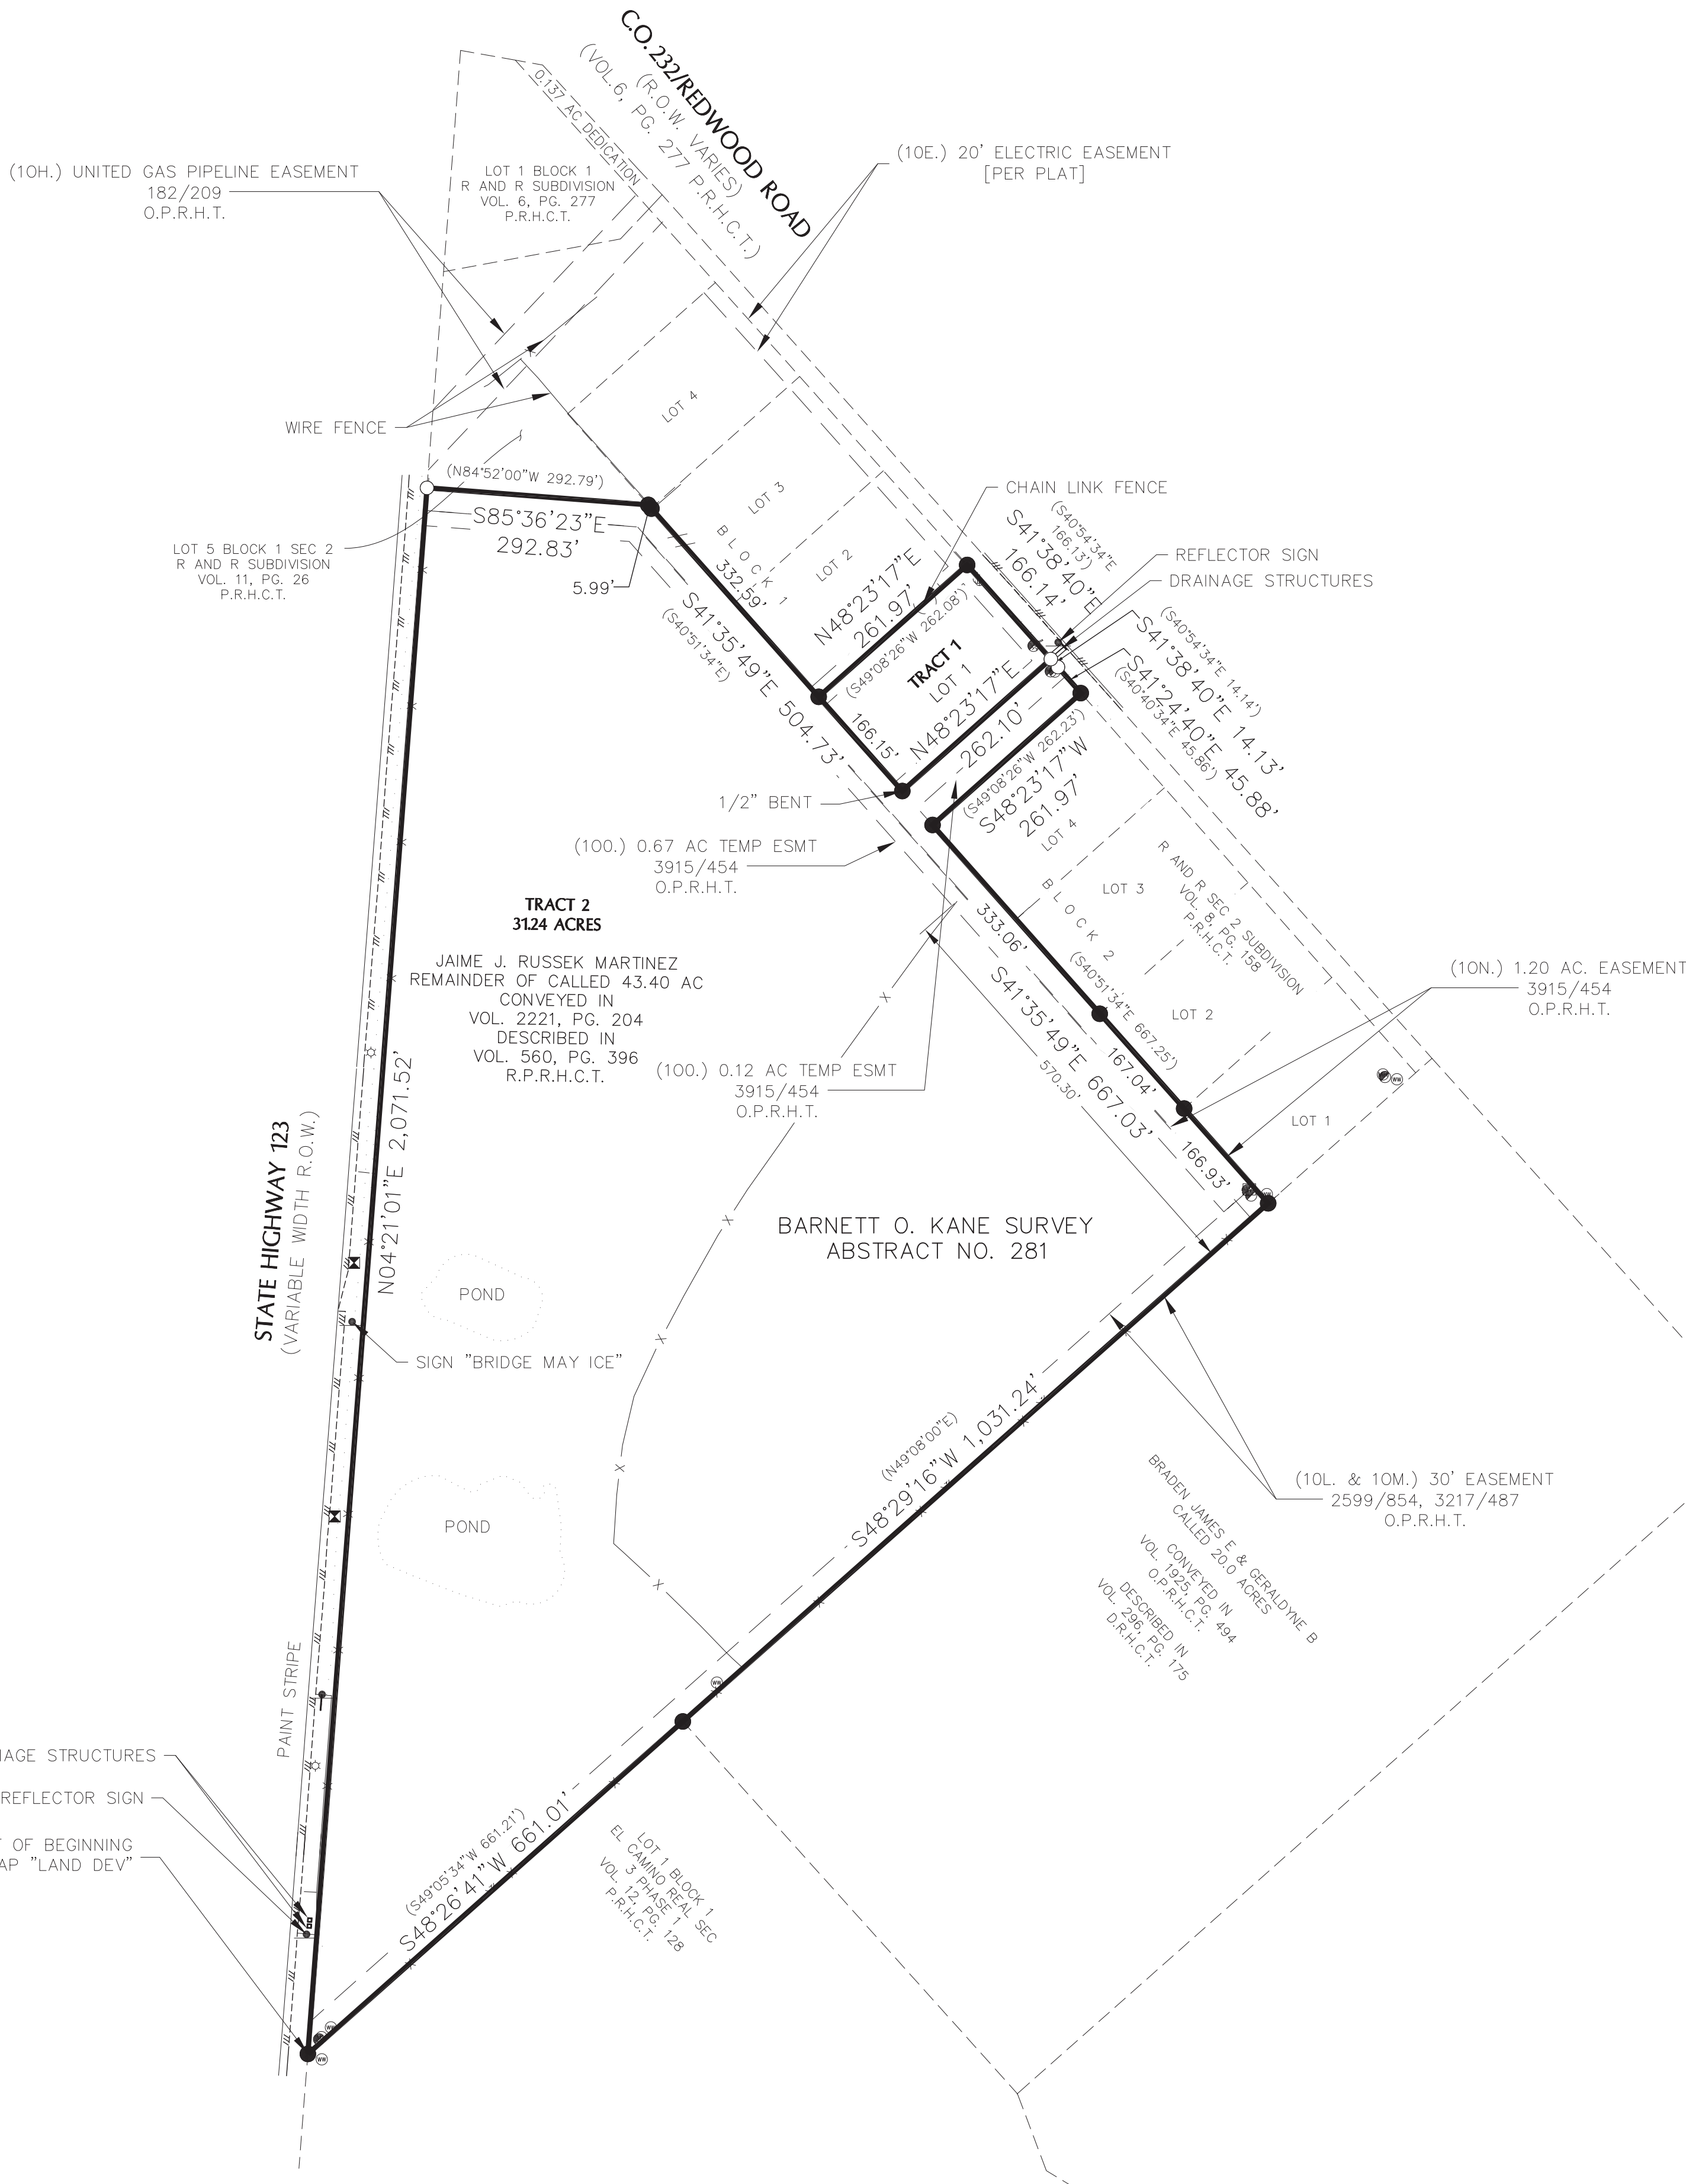 C.O.232/REDWOOD ROAD
(R.O.W. VARIES)
(VOL.6, PG. 277 P.R.H.C.T.)
0.137 AC DEDICATION
(10H.) UNITED GAS PIPELINE EASEMENT
182/209
O.P.R.H.T.
LOT 1 BLOCK 1
R AND R SUBDIVISION
VOL. 6, PG. 277
P.R.H.C.T.
(10E.) 20' ELECTRIC EASEMENT
[PER PLAT]
WIRE FENCE
LOT 4
LOT 3
LOT 2
BLOCK 1
(N84°52'00"W 292.79')
S85°36'23"E
292.83'
5.99'
LOT 5 BLOCK 1 SEC 2
R AND R SUBDIVISION
VOL. 11, PG. 26
P.R.H.C.T.
CHAIN LINK FENCE
(S40°54'34"E
166.13')
S41°38'40"E
166.14'
REFLECTOR SIGN
DRAINAGE STRUCTURES
332.59'
S41°35'49"E 504.73'
(S40°51'34"E)
N48°23'17"E
261.97'
(S49°08'26"W 262.08')
TRACT 1
LOT 1
N48°23'17"E
262.10'
166.15'
(S40°54'34"E 14.14')
S41°38'40"E 14.13'
S41°24'40"E 45.88'
(S40°40'34"E 45.86')
(S49°08'26"W 262.23')
S48°23'17"W
261.97'
1/2" BENT
(10O.) 0.67 AC TEMP ESMT
3915/454
O.P.R.H.T.
LOT 4
LOT 3
BLOCK 2
LOT 2
LOT 1
R AND R SEC 2 SUBDIVISION
VOL. 8, PG. 158
P.R.H.C.T.
TRACT 2
31.24 ACRES
JAIME J. RUSSEK MARTINEZ
REMAINDER OF CALLED 43.40 AC
CONVEYED IN
VOL. 2221, PG. 204
DESCRIBED IN
VOL. 560, PG. 396
R.P.R.H.C.T.
(10O.) 0.12 AC TEMP ESMT
3915/454
O.P.R.H.T.
333.06'
(S40°51'34"E 667.25')
S41°35'49"E 667.03'
167.04'
570.30'
166.93'
(10N.) 1.20 AC. EASEMENT
3915/454
O.P.R.H.T.
STATE HIGHWAY 123
(VARIABLE WIDTH R.O.W.)
N04°21'01"E 2,071.52'
BARNETT O. KANE SURVEY
ABSTRACT NO. 281
POND
SIGN "BRIDGE MAY ICE"
POND
(N49°08'00"E)
S48°29'16"W 1,031.24'
(10L. & 10M.) 30' EASEMENT
2599/854, 3217/487
O.P.R.H.T.
BRADEN JAMES E & GERALDYNE B
CALLED 20.0 ACRES
CONVEYED IN
VOL. 1925, PG. 494
O.P.R.H.C.T.
DESCRIBED IN
VOL. 296, PG. 175
D.R.H.C.T.
WW
WW
WW
WW
WW
PAINT STRIPE
NAGE STRUCTURES
REFLECTOR SIGN
T OF BEGINNING
AP "LAND DEV"
(S49°05'34"W 661.21')
S48°26'41"W 661.01'
LOT 1 BLOCK 1
EL CAMINO REAL SEC
3 PHASE 1
VOL. 12, PG. 128
P.R.H.C.T.